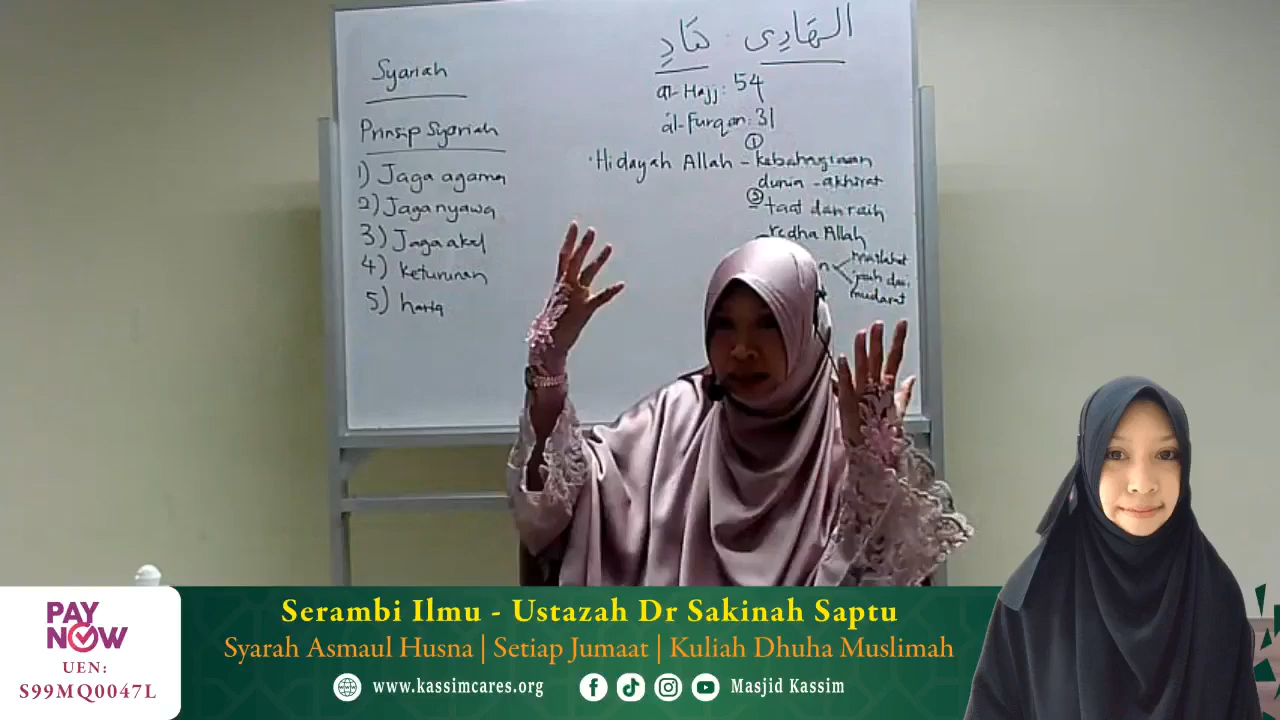 Syariah
Prinsip Syariah
1) Jaga agama
2) Jaga nyawa
3) Jaga akal
4) keturunan
5) harta
الهَادِى : هَادِ
al-Hajj: 54
al-Furqan: 31
Hidayah Allah - ① kebahagiaan
dunia - akhirat
② - taat dan raih
redha Allah
maslahat
jauh dari
mudarat
PAY
NOW
UEN:
S99MQ0047L
Serambi Ilmu - Ustazah Dr Sakinah Saptu
Syarah Asmaul Husna | Setiap Jumaat | Kuliah Dhuha Muslimah
www.kassimcares.org
Masjid Kassim